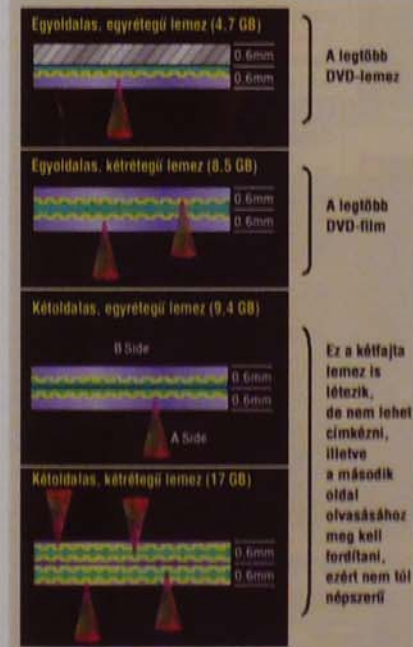 Egyoldalas, egyrétegű lemez (4.7 GB)
0.6mm
0.6mm
A legtöbb
DVD-lemez
Egyoldalas, kétrétegű lemez (8.5 GB)
0.6mm
0.6mm
A legtöbb
DVD-film
Kétoldalas, egyrétegű lemez (9,4 GB)
B Side
0.6mm
0.6mm
A Side
Kétoldalas, kétrétegű lemez (17 GB)
0.6mm
0.6mm
Ez a kétfajta
lemez is
létezik,
de nem lehet
címkézni,
illetve
a második
oldal
olvasásához
meg kell
fordítani,
ezért nem túl
népszerű